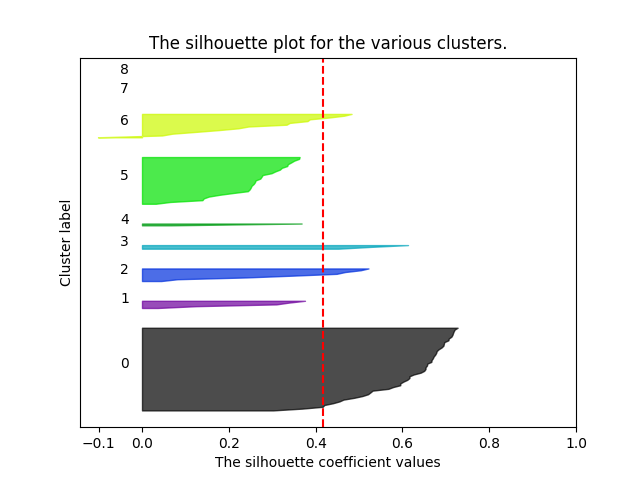 The silhouette plot for the various clusters.
8
7
6
5
4
3
2
1
0
Cluster label
−0.1 0.0 0.2 0.4 0.6 0.8 1.0
The silhouette coefficient values